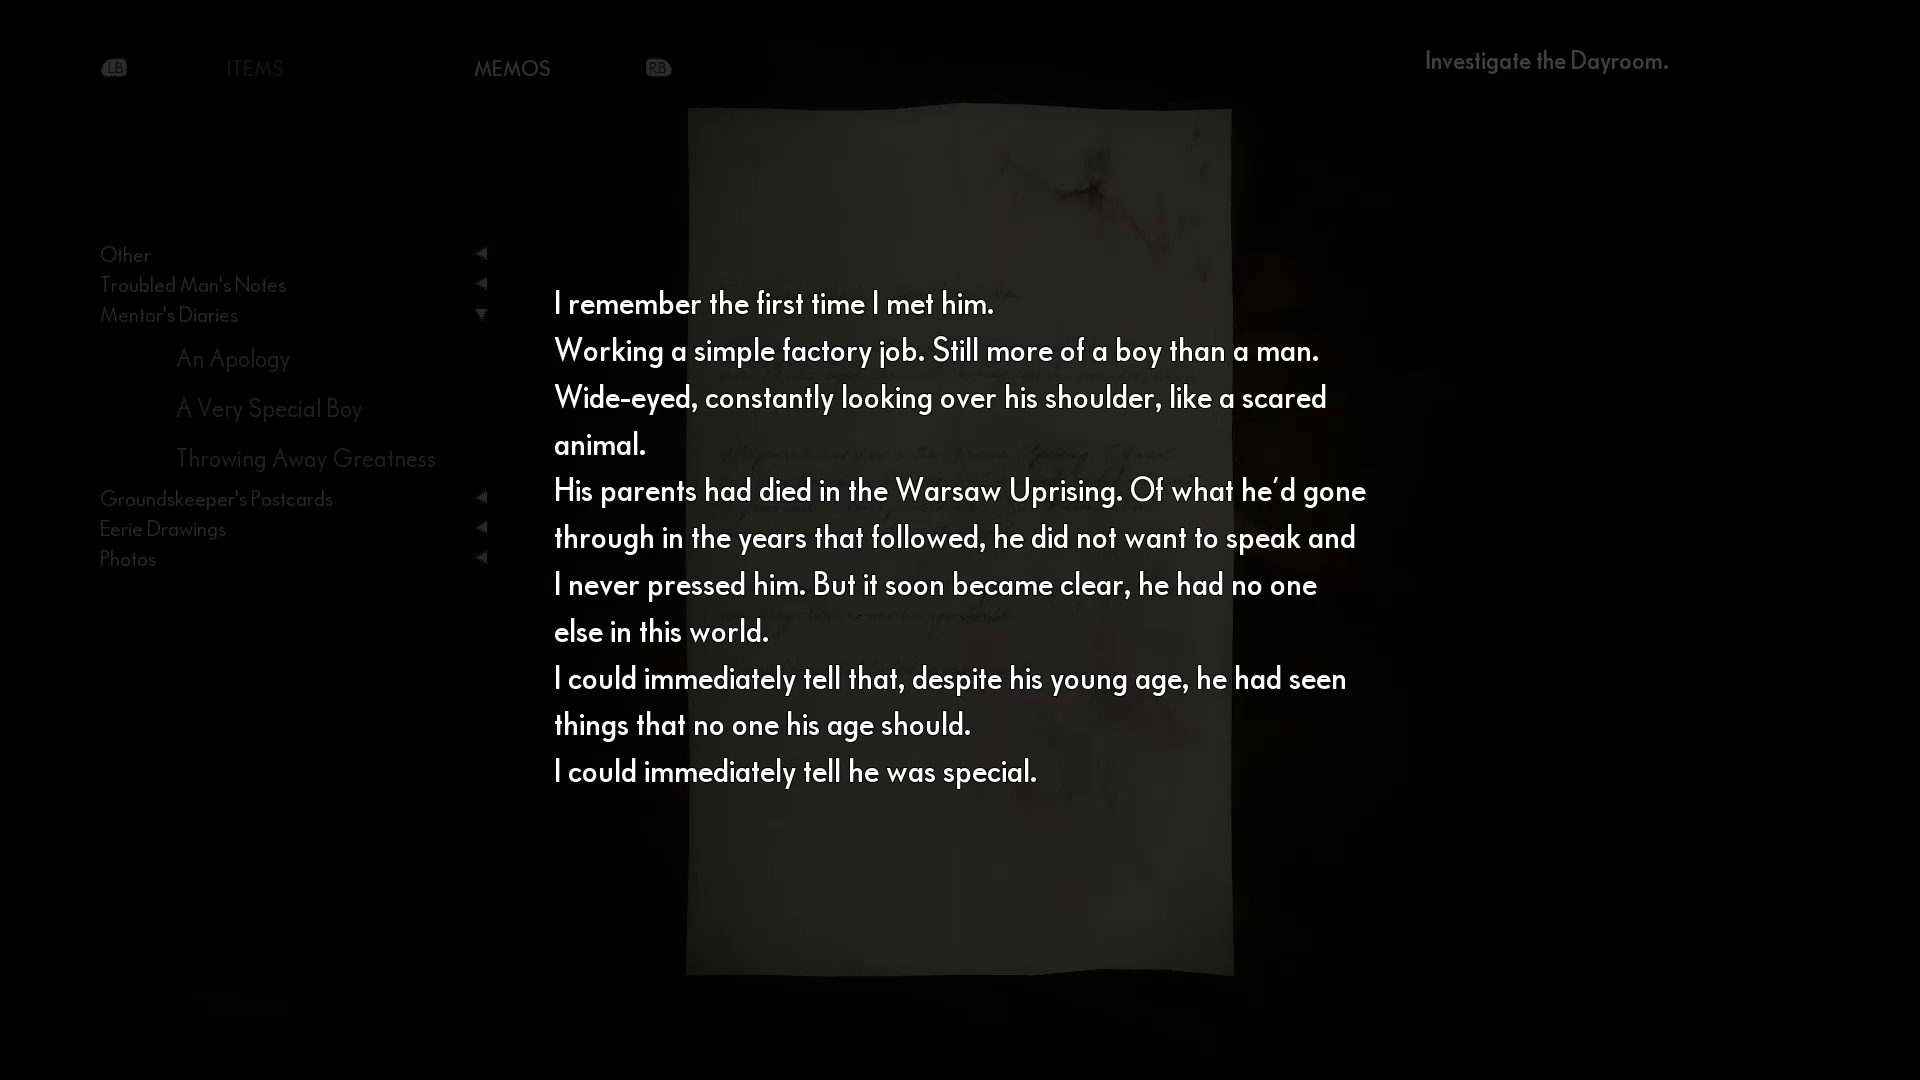 LB ITEMS MEMOS RB
Investigate the Dayroom.
Other
Troubled Man's Notes
Mentor's Diaries
An Apology
A Very Special Boy
Throwing Away Greatness
Groundskeeper's Postcards
Eerie Drawings
Photos
I remember the first time I met him.
Working a simple factory job. Still more of a boy than a man.
Wide-eyed, constantly looking over his shoulder, like a scared
animal.
His parents had died in the Warsaw Uprising. Of what he'd gone
through in the years that followed, he did not want to speak and
I never pressed him. But it soon became clear, he had no one
else in this world.
I could immediately tell that, despite his young age, he had seen
things that no one his age should.
I could immediately tell he was special.